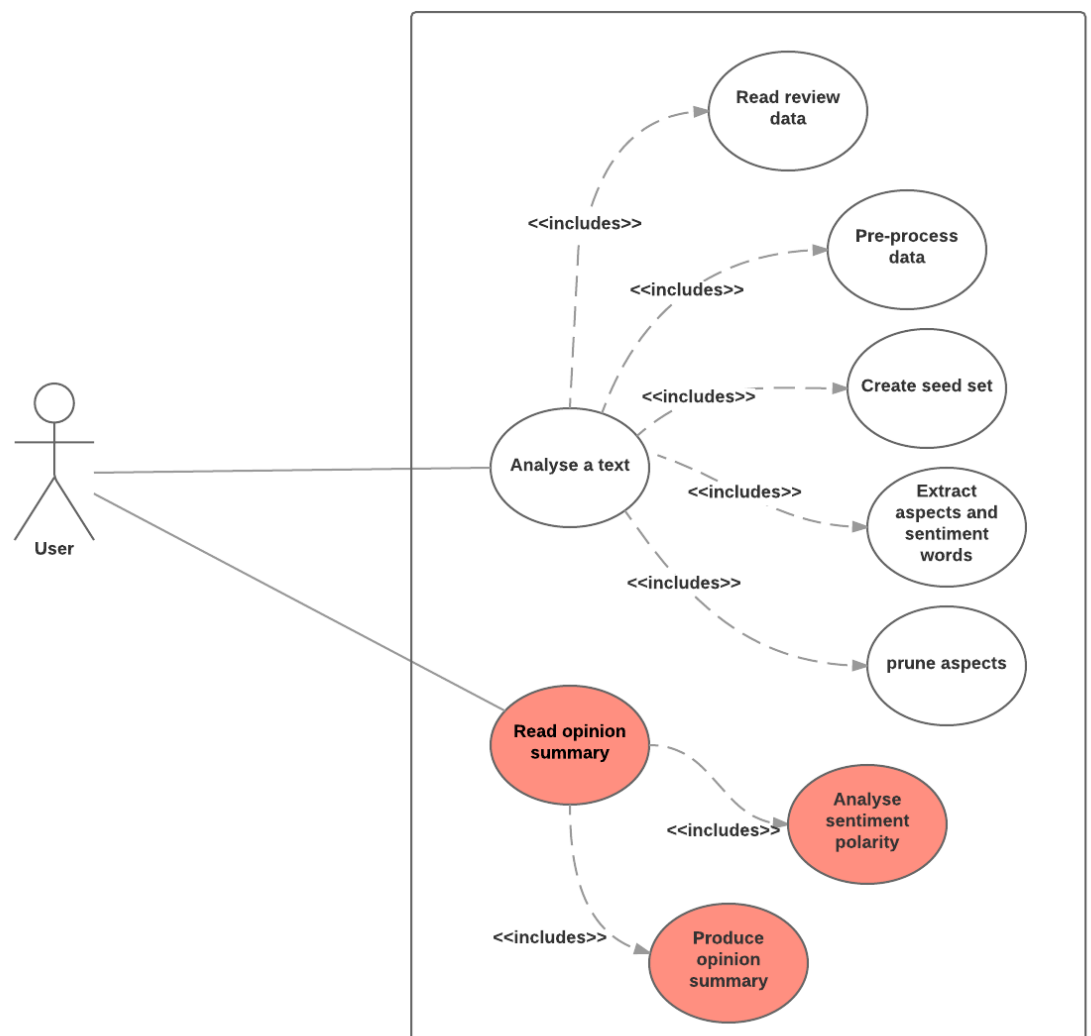 Read review
data
<<includes>>
Pre-process
data
<<includes>>
Create seed set
<<includes>>
Analyse a text
<<includes>>
Extract
aspects and
sentiment
words
User
<<includes>>
prune aspects
Read opinion
summary
Analyse
sentiment
polarity
<<includes>>
<<includes>>
Produce
opinion
summary